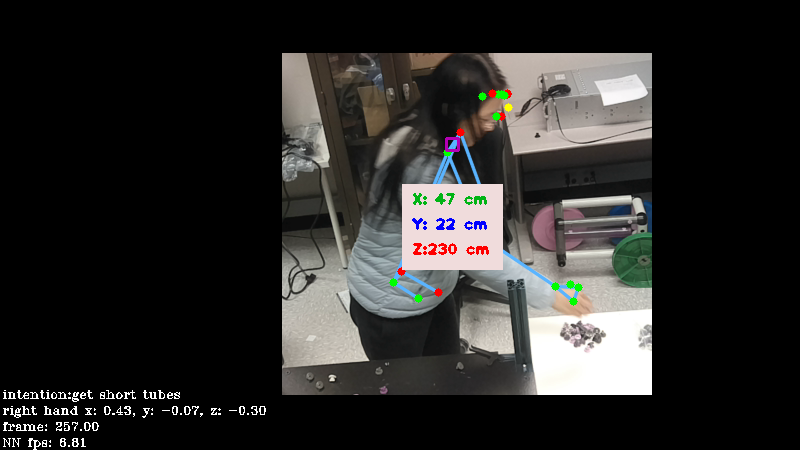 X: 47 cm
Y: 22 cm
Z:230 cm
intention:get short tubes
right hand x: 0.43, y: -0.07, z: -0.30
frame: 257.00
NN fps: 6.81